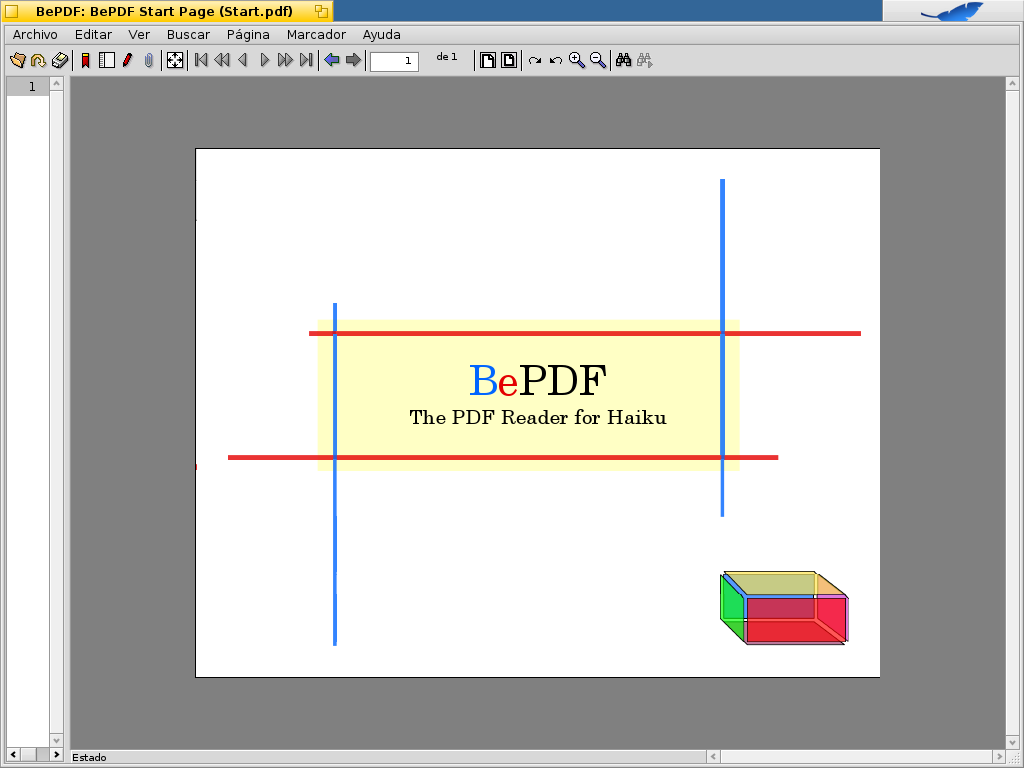 BePDF: BePDF Start Page (Start.pdf)
Archivo Editar Ver Buscar Página Marcador Ayuda
1 de 1
1
BePDF
The PDF Reader for Haiku
Estado